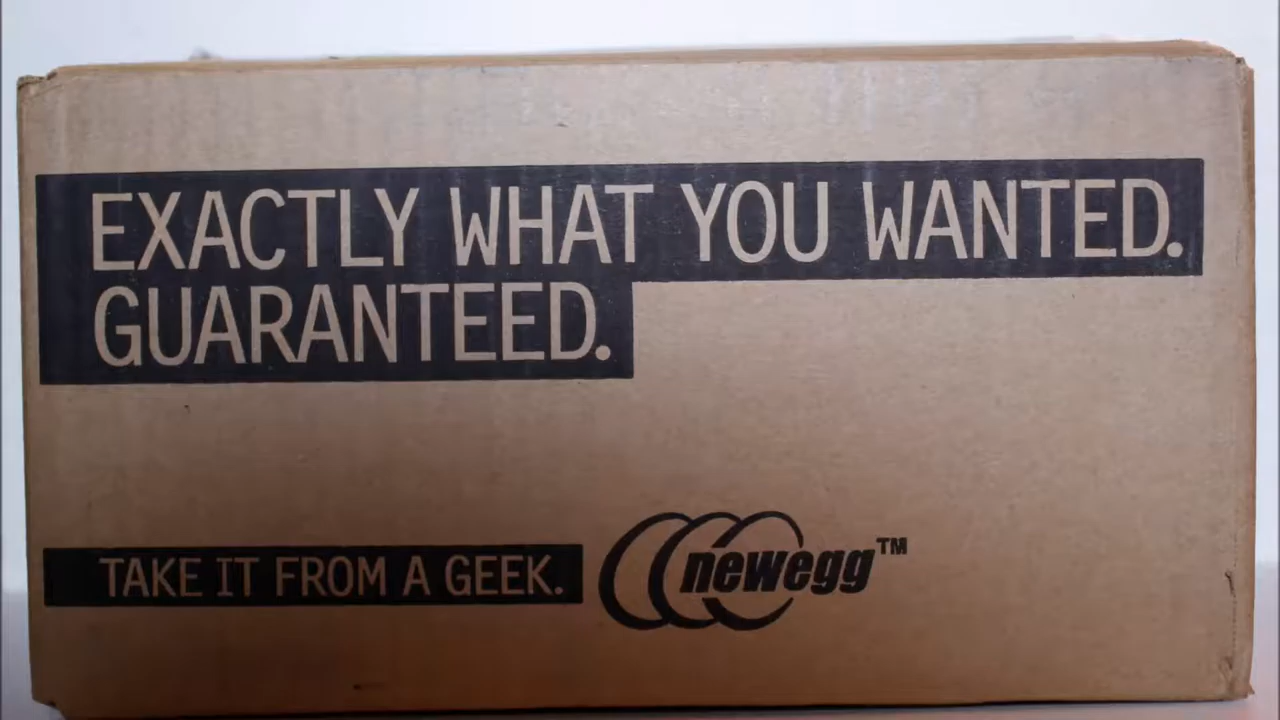 EXACTLY WHAT YOU WANTED.
GUARANTEED.
TAKE IT FROM A GEEK. newegg™